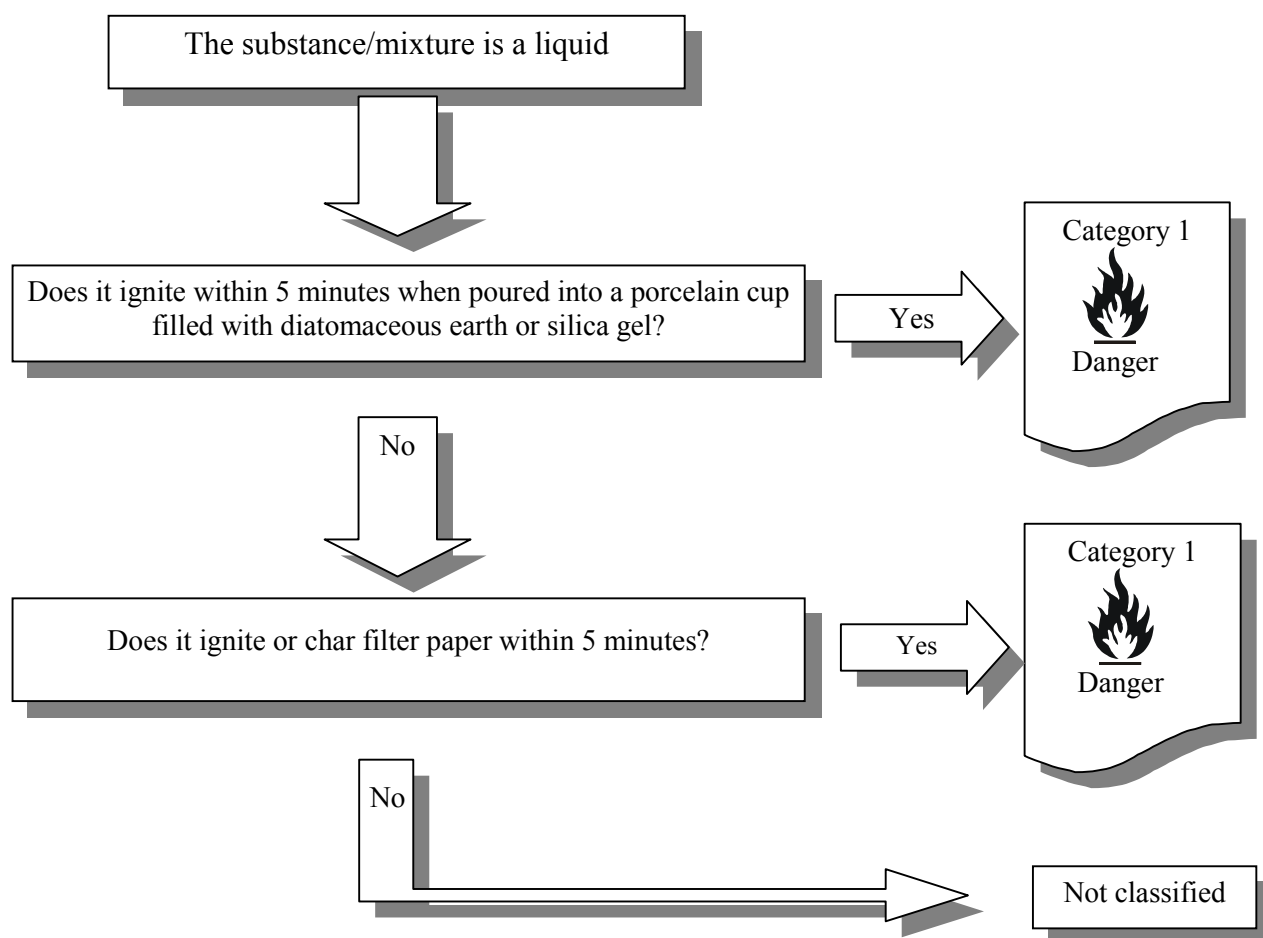 The substance/mixture is a liquid
Does it ignite within 5 minutes when poured into a porcelain cup
filled with diatomaceous earth or silica gel?
Yes
Category 1
Danger
No
Does it ignite or char filter paper within 5 minutes?
Yes
Category 1
Danger
No
Not classified